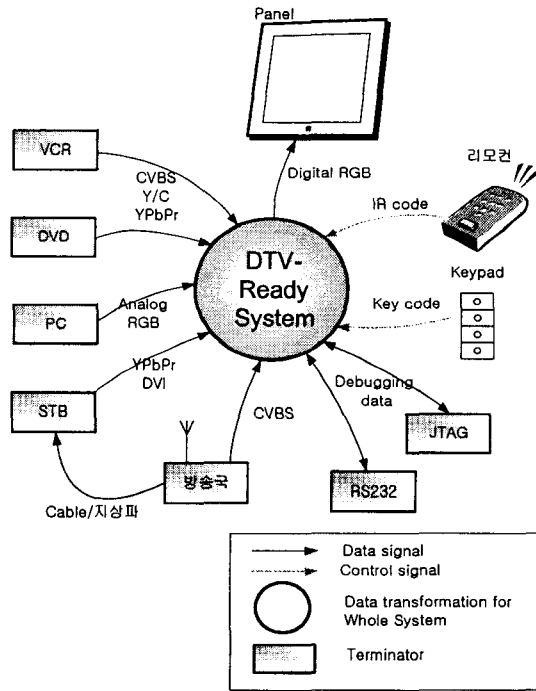 Panel
VCR
CVBS
Y/C
YPbPr
Digital RGB
리모컨
IR code
DVD
DTV-
Ready
System
Keypad
PC
Analog
RGB
Key code
YPbPr
DVI
STB
CVBS
Debugging
data
JTAG
방송국
RS232
Cable/지상파
Data signal
Control signal
Data transformation for
Whole System
Terminator